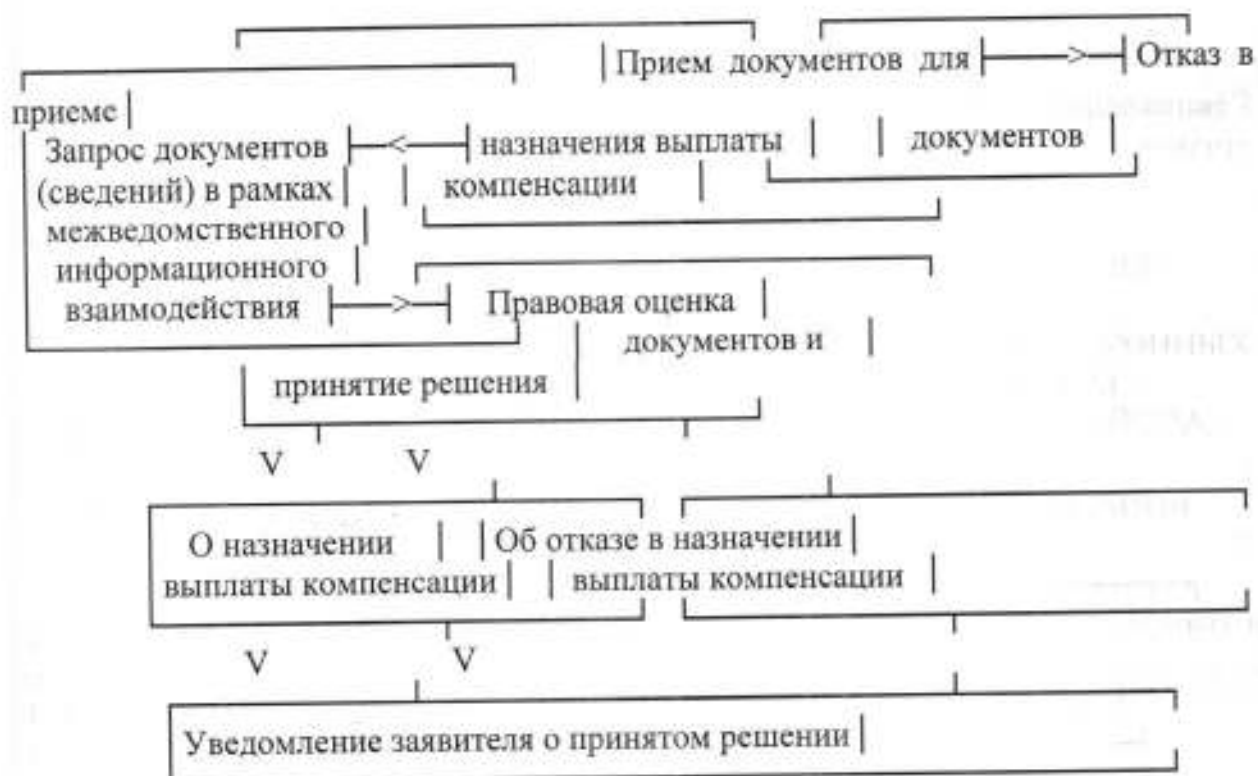 Прием документов для > Отказ в
приеме
Запрос документов < назначения выплаты документов
(сведений) в рамках компенсации
межведомственного
информационного
взаимодействия > Правовая оценка
документов и
принятие решения
V V
О назначении Об отказе в назначении
выплаты компенсации выплаты компенсации
V V
Уведомление заявителя о принятом решении